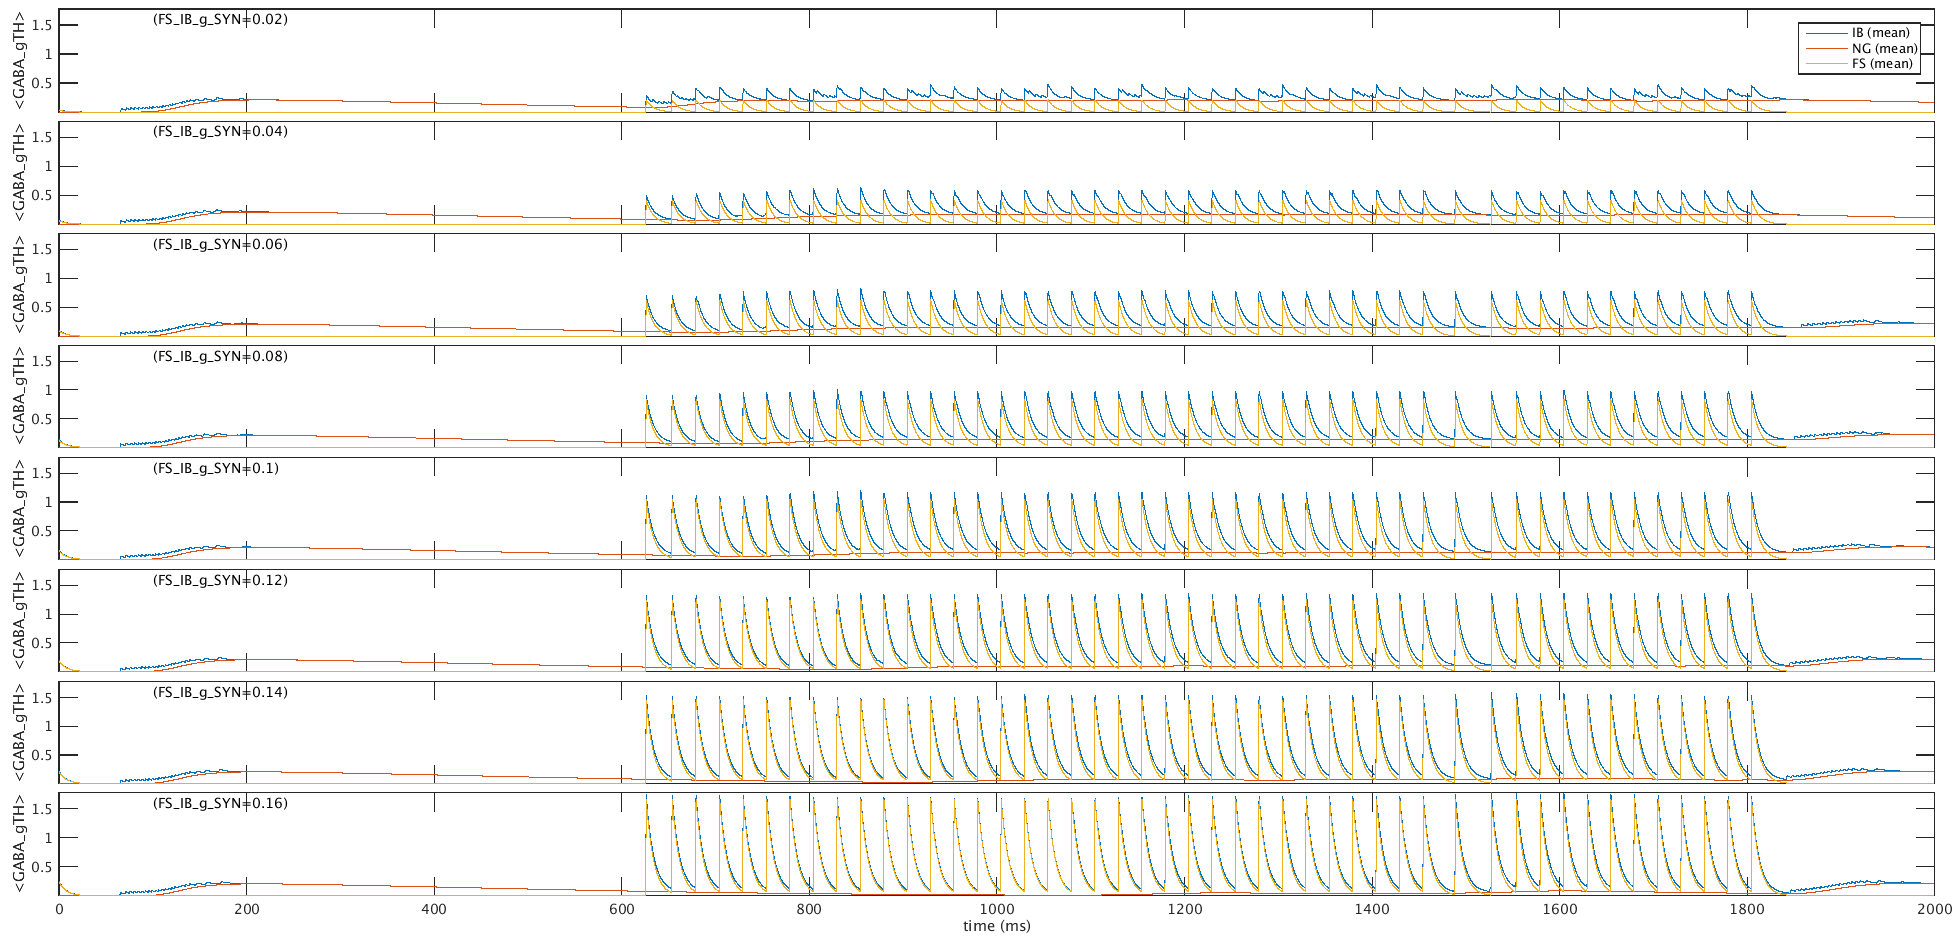 (FS_IB_g_SYN=0.02)
1.5
1
0.5
<GABA_gTH>
IB (mean)
NG (mean)
FS (mean)
(FS_IB_g_SYN=0.04)
1.5
1
0.5
<GABA_gTH>
(FS_IB_g_SYN=0.06)
1.5
1
0.5
<GABA_gTH>
(FS_IB_g_SYN=0.08)
1.5
1
0.5
<GABA_gTH>
(FS_IB_g_SYN=0.1)
1.5
1
0.5
<GABA_gTH>
(FS_IB_g_SYN=0.12)
1.5
1
0.5
<GABA_gTH>
(FS_IB_g_SYN=0.14)
1.5
1
0.5
<GABA_gTH>
(FS_IB_g_SYN=0.16)
1.5
1
0.5
<GABA_gTH>
0 200 400 600 800 1000 1200 1400 1600 1800 2000
time (ms)